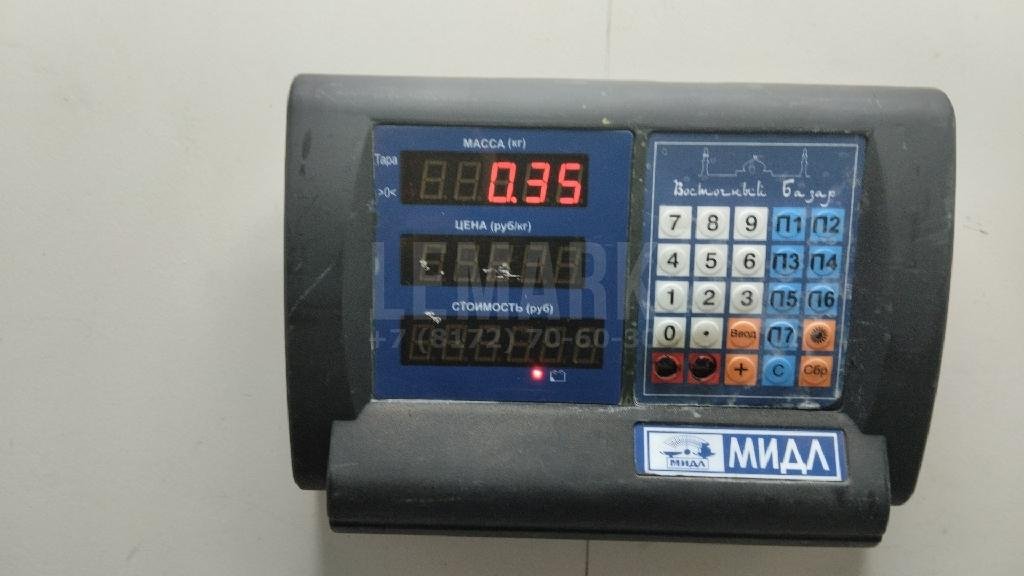 МАССА (кг)
Тара
>0<
0.35
ЦЕНА (руб/кг)
СТОИМОСТЬ (руб)
Восточный Базар
7 8 9 П1 П2
4 5 6 П3 П4
1 2 3 П5 П6
0 . Ввод П7
+ С Сбр
МИДЛ
МИДЛ
LEMARK
+7 (8172) 70-60-3